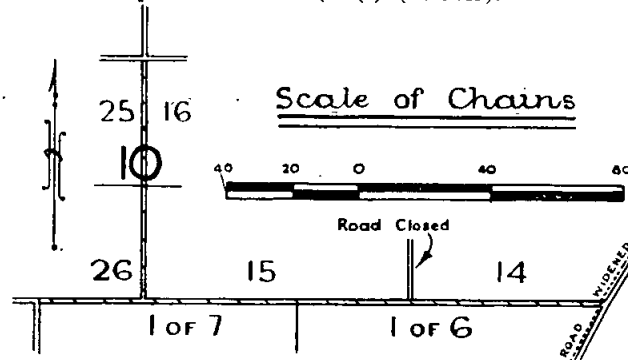 25 16
Scale of Chains
10
40 20 0 40 80
Road Closed
26 15 14
ROAD WIDENED
1 OF 7 1 OF 6